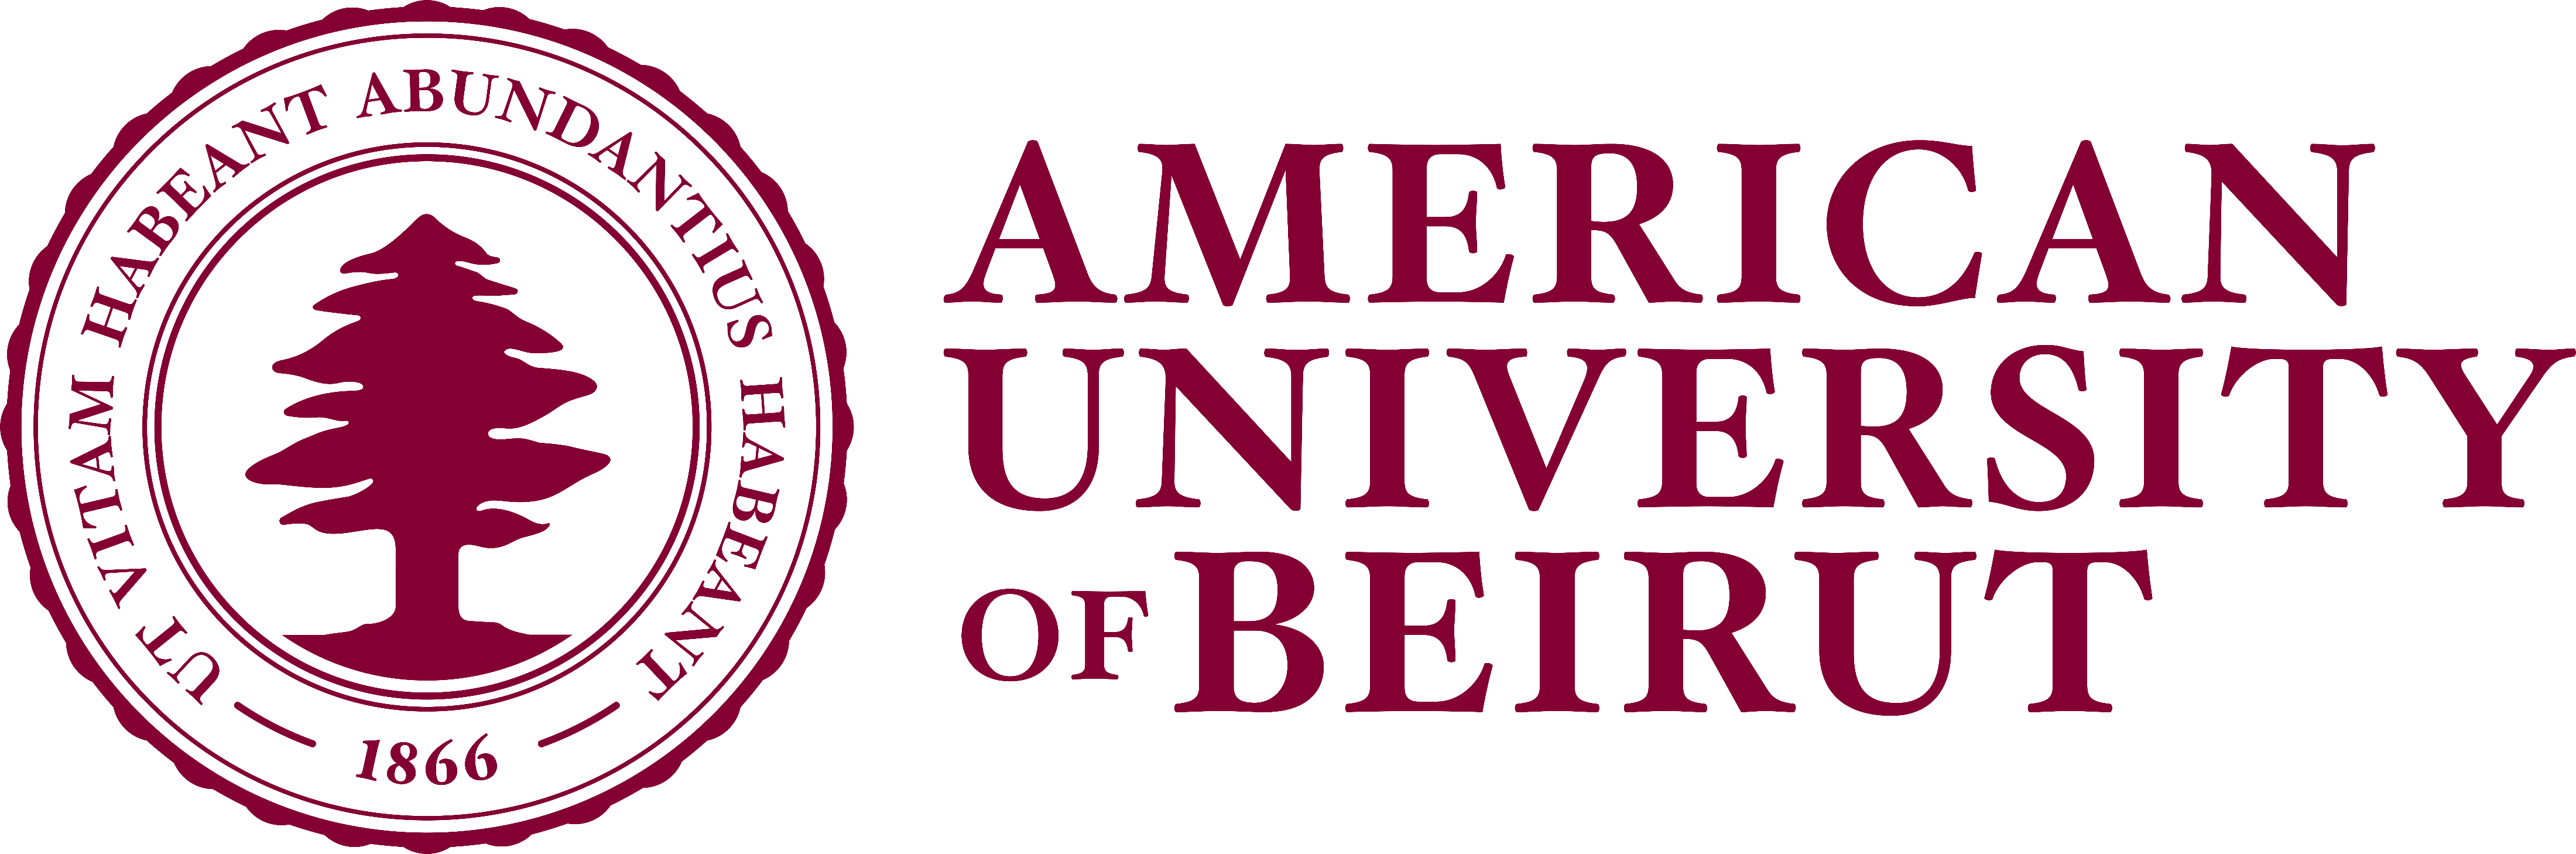 UT VITAM HABEANT ABUNDANTIUS HABEANT
1866
AMERICAN
UNIVERSITY
OF BEIRUT